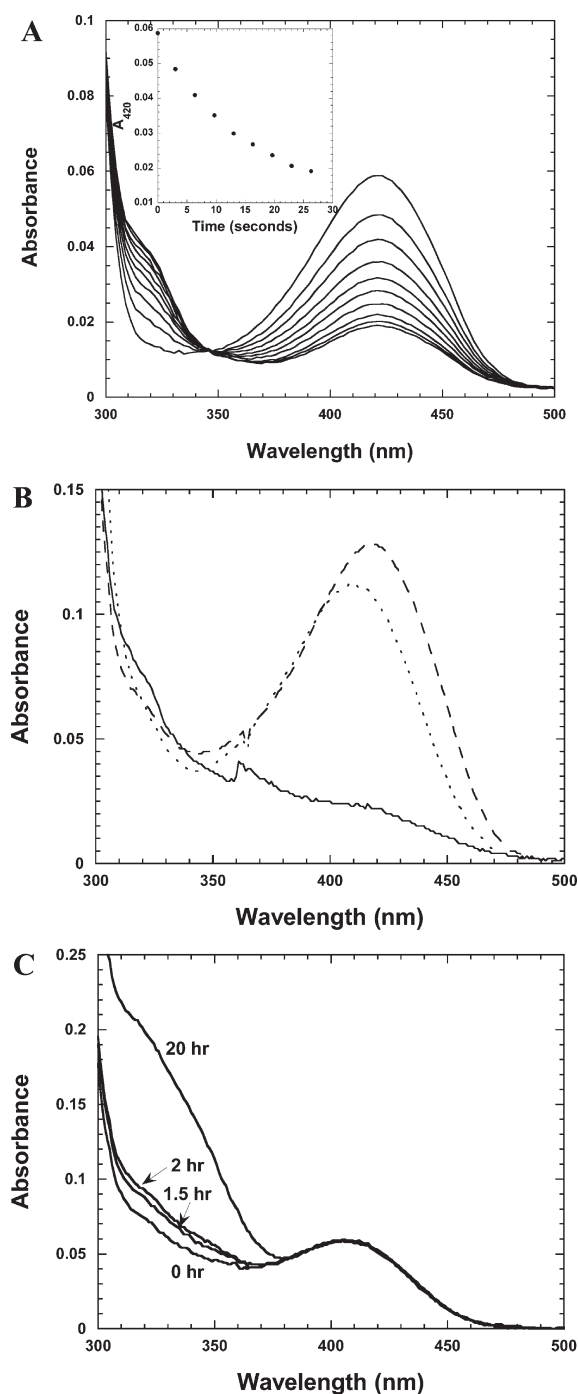 A
0.1
0.08
0.06
0.04
0.02
0
Absorbance
0.06
0.05
0.04
0.03
0.02
0.01
A420
0 5 10 15 20 25 30
Time (seconds)
300 350 400 450 500
Wavelength (nm)
B
0.15
0.1
0.05
0
Absorbance
300 350 400 450 500
Wavelength (nm)
C
0.25
0.2
0.15
0.1
0.05
0
Absorbance
20 hr
2 hr
1.5 hr
0 hr
300 350 400 450 500
Wavelength (nm)